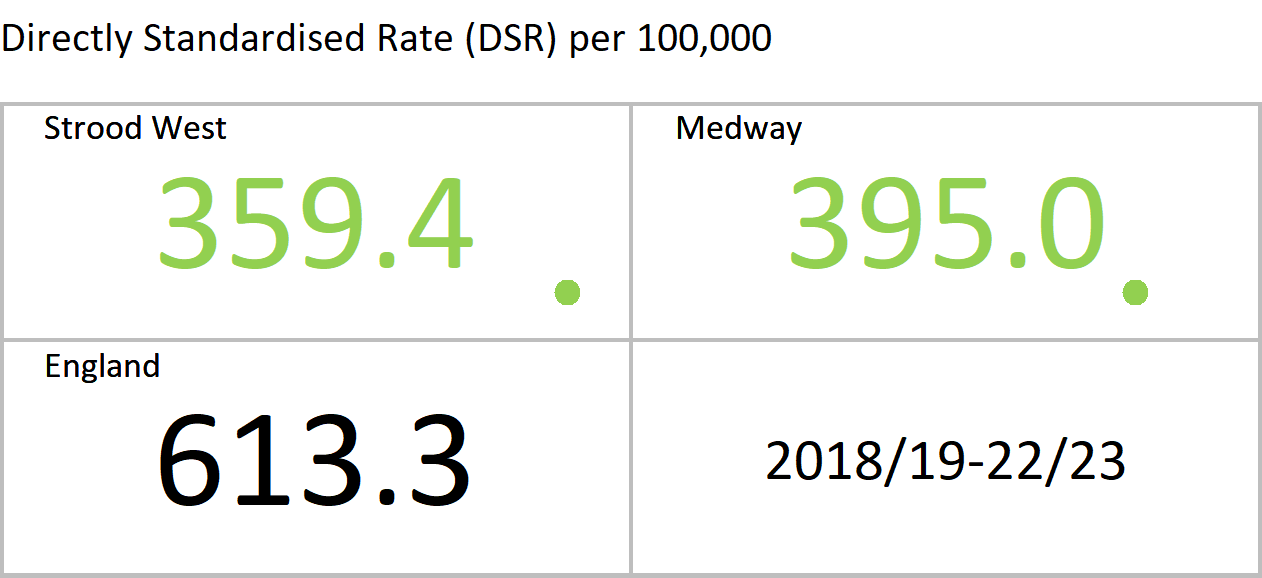 Directly Standardised Rate (DSR) per 100,000
Strood West
359.4
Medway
395.0
England
613.3
2018/19-22/23